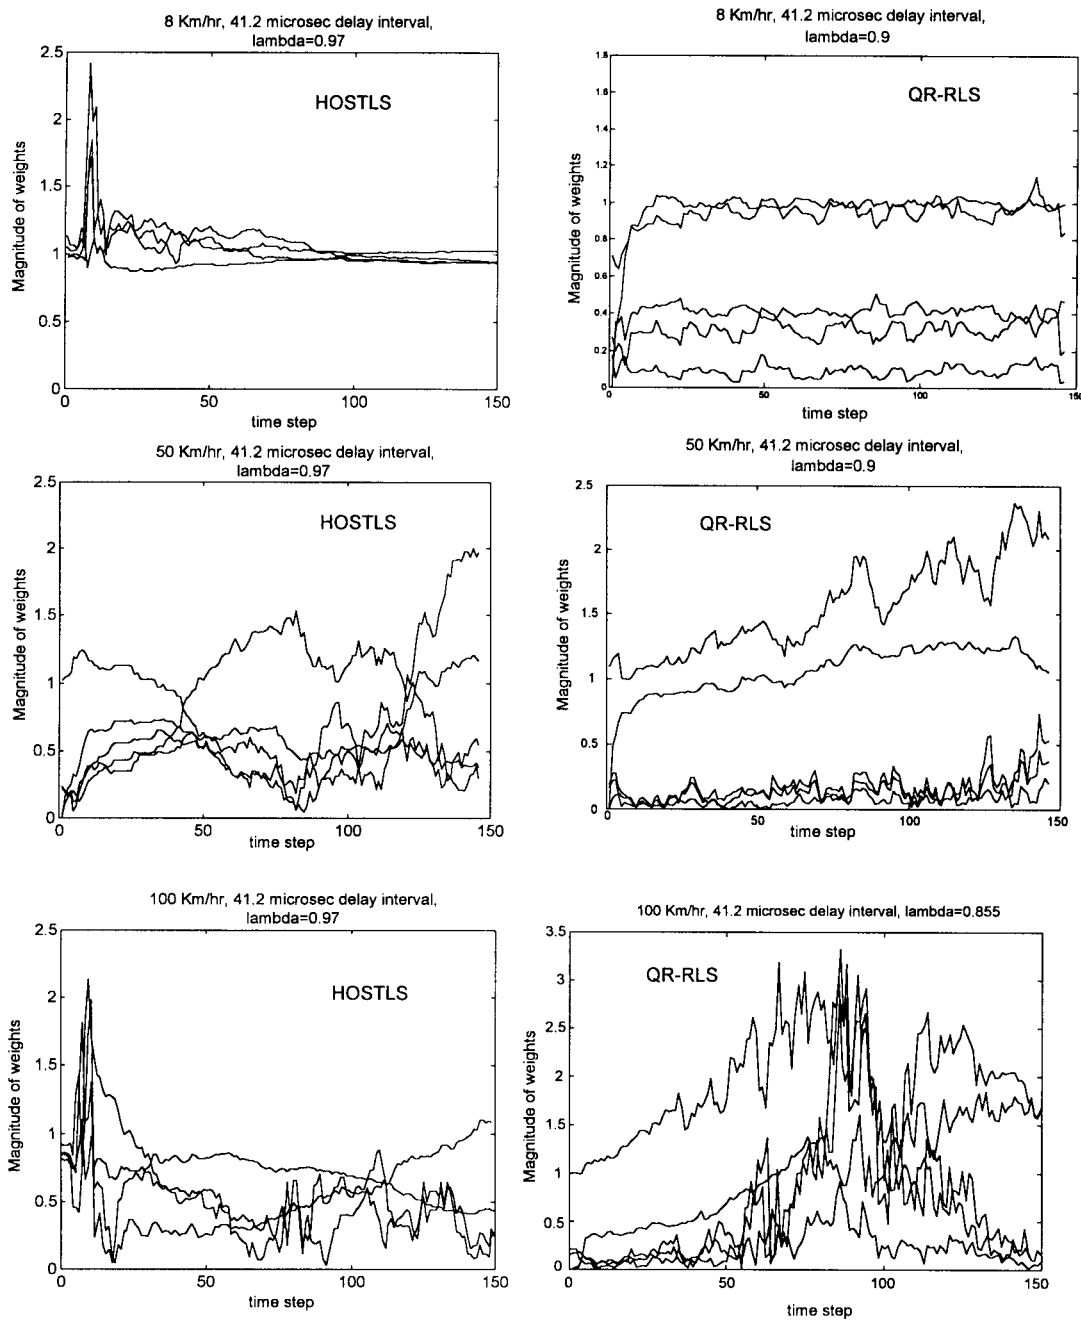 8 Km/hr, 41.2 microsec delay interval,
lambda=0.97
HOSTLS
Magnitude of weights
2.5
2
1.5
1
0.5
0
0
50
100
150
time step
8 Km/hr, 41.2 microsec delay interval,
lambda=0.9
QR-RLS
Magnitude of weights
1.8
1.6
1.4
1.2
1
0.8
0.6
0.4
0.2
0
0
50
100
150
time step
50 Km/hr, 41.2 microsec delay interval,
lambda=0.97
HOSTLS
Magnitude of weights
2.5
2
1.5
1
0.5
0
0
50
100
150
time step
50 Km/hr, 41.2 microsec delay interval,
lambda=0.9
QR-RLS
Magnitude of weights
2.5
2
1.5
1
0.5
0
0
50
100
150
time step
100 Km/hr, 41.2 microsec delay interval,
lambda=0.97
HOSTLS
Magnitude of weights
2.5
2
1.5
1
0.5
0
0
50
100
150
time step
100 Km/hr, 41.2 microsec delay interval, lambda=0.855
QR-RLS
Magnitude of weights
3.5
3
2.5
2
1.5
1
0.5
0
0
50
100
150
time step